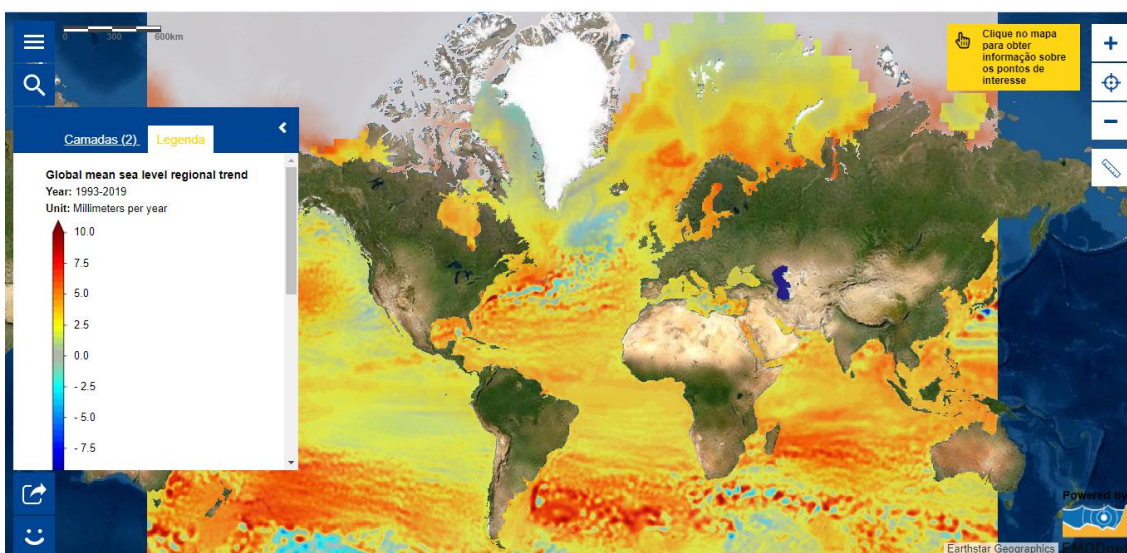 0 300 600km
Clique no mapa
para obter
informação sobre
os pontos de
interesse
Camadas (2) Legenda
Global mean sea level regional trend
Year: 1993-2019
Unit: Millimeters per year
10.0
7.5
5.0
2.5
0.0
- 2.5
- 5.0
- 7.5
Powered by
Earthstar Geographics